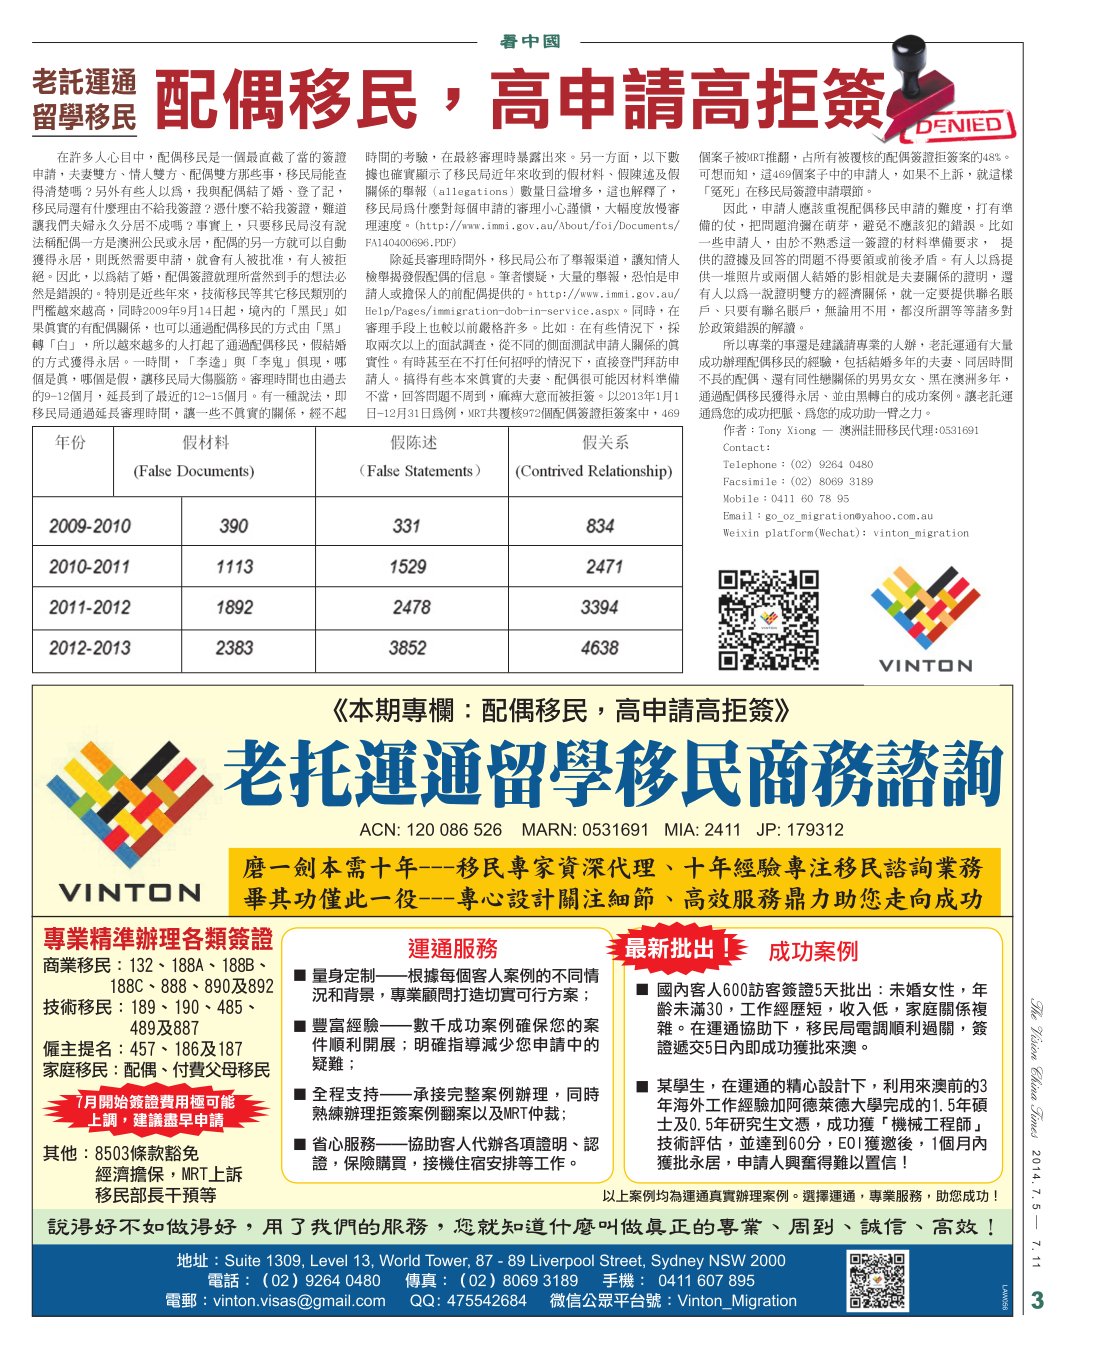 看中國
老託運通
留學移民
配偶移民，高申請高拒簽
DENIED
在許多人心目中，配偶移民是一個最直截了當的簽證
申請，夫妻雙方、情人雙方、配偶雙方那些事，移民局能查
得清楚嗎？另外有些人以為，我與配偶結了婚、登了記，
移民局還有什麼理由不給我簽證？憑什麼不給我簽證，難道
讓我們夫婦永久分居不成嗎？事實上，只要移民局沒有說
法稱配偶一方是澳洲公民或永居，配偶的另一方就可以自動
獲得永居，則既然需要申請，就會有人被批准，有人被拒
絕。因此，以為結了婚，配偶簽證就理所當然到手的想法必
然是錯誤的。特別是近些年來，技術移民等其它移民類別的
門檻越來越高，同時2009年9月14日起，境內的「黑民」如
果真實的有配偶關係，也可以通過配偶移民的方式由「黑」
轉「白」，所以越來越多的人打起了通過配偶移民，假結婚
的方式獲得永居。一時間，「李逵」與「李鬼」俱現，哪
個是真，哪個是假，讓移民局大傷腦筋。審理時間也由過去
的9-12個月，延長到了最近的12-15個月。有一種說法，即
移民局通過延長審理時間，讓一些不真實的關係，經不起
時間的考驗，在最終審理時暴露出來。另一方面，以下數
據也確實顯示了移民局近年來收到的假材料、假陳述及假
關係的舉報（allegations）數量日益增多，這也解釋了，
移民局為什麼對每個申請的審理小心謹慎，大幅度放慢審
理速度。(http://www.immi.gov.au/About/foi/Documents/
FA140400696.PDF)
除延長審理時間外，移民局公布了舉報渠道，讓知情人
檢舉揭發假配偶的信息。筆者懷疑，大量的舉報，恐怕是申
請人或擔保人的前配偶提供的。http://www.immi.gov.au/
Help/Pages/immigration-dob-in-service.aspx。同時，在
審理手段上也較以前嚴格許多。比如：在有些情況下，採
取兩次以上的面試調查，從不同的側面測試申請人關係的真
實性。有時甚至在不打任何招呼的情況下，直接登門拜訪申
請人。搞得有些本來真實的夫妻、配偶很可能因材料準備
不當，回答問題不周到，麻痺大意而被拒簽。以2013年1月1
日-12月31日為例，MRT共覆核972個配偶簽證拒簽案中，469
個案子被MRT推翻，占所有被覆核的配偶簽證拒簽案的48%。
可想而知，這469個案子中的申請人，如果不上訴，就這樣
「冤死」在移民局簽證申請環節。
因此，申請人應該重視配偶移民申請的難度，打有準
備的仗，把問題消彌在萌芽，避免不應該犯的錯誤。比如
一些申請人，由於不熟悉這一簽證的材料準備要求， 提
供的證據及回答的問題不得要領或前後矛盾。有人以為提
供一堆照片或兩個人結婚的影相就是夫妻關係的證明，還
有人以為一說證明雙方的經濟關係，就一定要提供聯名賬
戶、只要有聯名賬戶，無論用不用，都沒所謂等等諸多對
於政策錯誤的解讀。
所以專業的事還是建議請專業的人辦，老託運通有大量
成功辦理配偶移民的經驗，包括結婚多年的夫妻、同居時間
不長的配偶、還有同性戀關係的男男女女、黑在澳洲多年，
通過配偶移民獲得永居、並由黑轉白的成功案例。讓老託運
通為您的成功把脈、為您的成功助一臂之力。
作者：Tony Xiong — 澳洲註冊移民代理:0531691
Contact:
Telephone：(02) 9264 0480
Facsimile：(02) 8069 3189
Mobile：0411 60 78 95
Email：go_oz_migration@yahoo.com.au
Weixin platform(Wechat): vinton_migration
年份 假材料 假陈述 假关系
(False Documents) （False Statements） (Contrived Relationship)
2009-2010 390 331 834
2010-2011 1113 1529 2471
2011-2012 1892 2478 3394
2012-2013 2383 3852 4638
VINTON
VINTON
《本期專欄：配偶移民，高申請高拒簽》
老托運通留學移民商務諮詢
ACN: 120 086 526 MARN: 0531691 MIA: 2411 JP: 179312
VINTON
磨一劍本需十年---移民專家資深代理、十年經驗專注移民諮詢業務
畢其功僅此一役---專心設計關注細節、高效服務鼎力助您走向成功
專業精準辦理各類簽證
商業移民：132、188A、188B、
188C、888、890及892
技術移民：189、190、485、
489及887
僱主提名：457、186及187
家庭移民：配偶、付費父母移民
7月開始簽證費用極可能
上調，建議盡早申請
其他：8503條款豁免
經濟擔保，MRT上訴
移民部長干預等
運通服務
■ 量身定制——根據每個客人案例的不同情
況和背景，專業顧問打造切實可行方案；
■ 豐富經驗——數千成功案例確保您的案
件順利開展；明確指導減少您申請中的
疑難；
■ 全程支持——承接完整案例辦理，同時
熟練辦理拒簽案例翻案以及MRT仲裁；
■ 省心服務——協助客人代辦各項證明、認
證，保險購買，接機住宿安排等工作。
最新批出！ 成功案例
■ 國內客人600訪客簽證5天批出：未婚女性，年
齡未滿30，工作經歷短，收入低，家庭關係複
雜。在運通協助下，移民局電調順利過關，簽
證遞交5日內即成功獲批來澳。
■ 某學生，在運通的精心設計下，利用來澳前的3
年海外工作經驗加阿德萊德大學完成的1.5年碩
士及0.5年研究生文憑，成功獲「機械工程師」
技術評估，並達到60分，EOI獲邀後，1個月內
獲批永居，申請人興奮得難以置信！
以上案例均為運通真實辦理案例。選擇運通，專業服務，助您成功！
說得好不如做得好，用了我們的服務，您就知道什麼叫做真正的專業、周到、誠信、高效！
地址：Suite 1309, Level 13, World Tower, 87 - 89 Liverpool Street, Sydney NSW 2000
電話：（02）9264 0480 傳真：（02）8069 3189 手機： 0411 607 895
電郵：vinton.visas@gmail.com QQ: 475542684 微信公眾平台號：Vinton_Migration
LAW056
The Vision China Times 2014.7.5 — 7.11
3